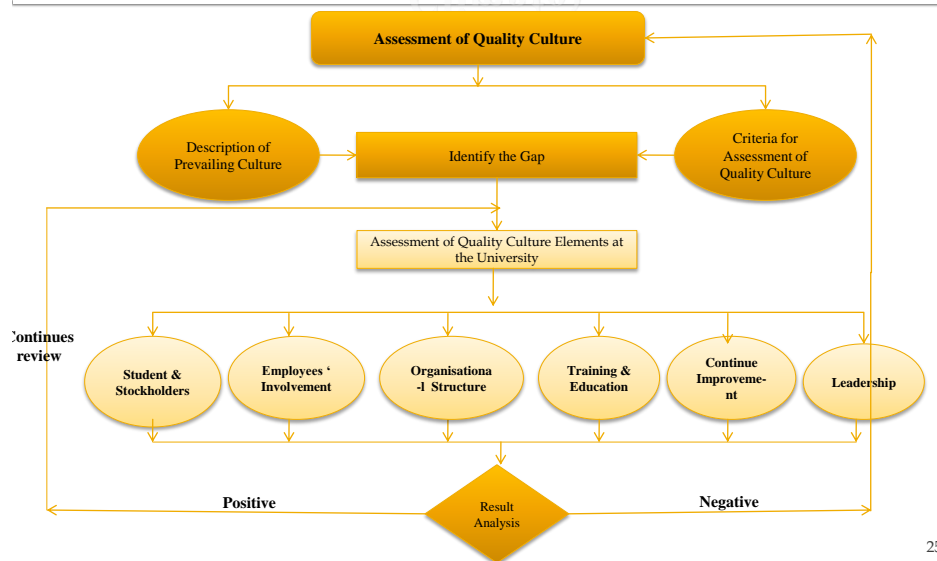 Assessment of Quality Culture
Description of
Prevailing Culture
Identify the Gap
Criteria for
Assessment of
Quality Culture
Assessment of Quality Culture Elements at
the University
Continues
review
Student &
Stockholders
Employees ‘
Involvement
Organisationa
-l Structure
Training &
Education
Continue
Improveme-
nt
Leadership
Positive
Result
Analysis
Negative
25